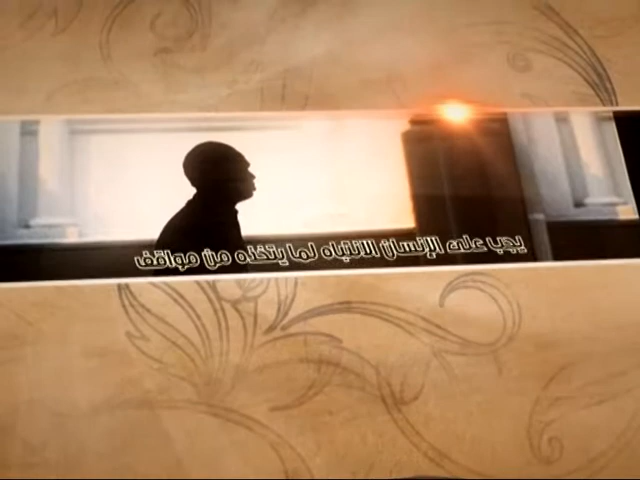 يجب على الإنسان الانتباه لما يتخذه من مواقف